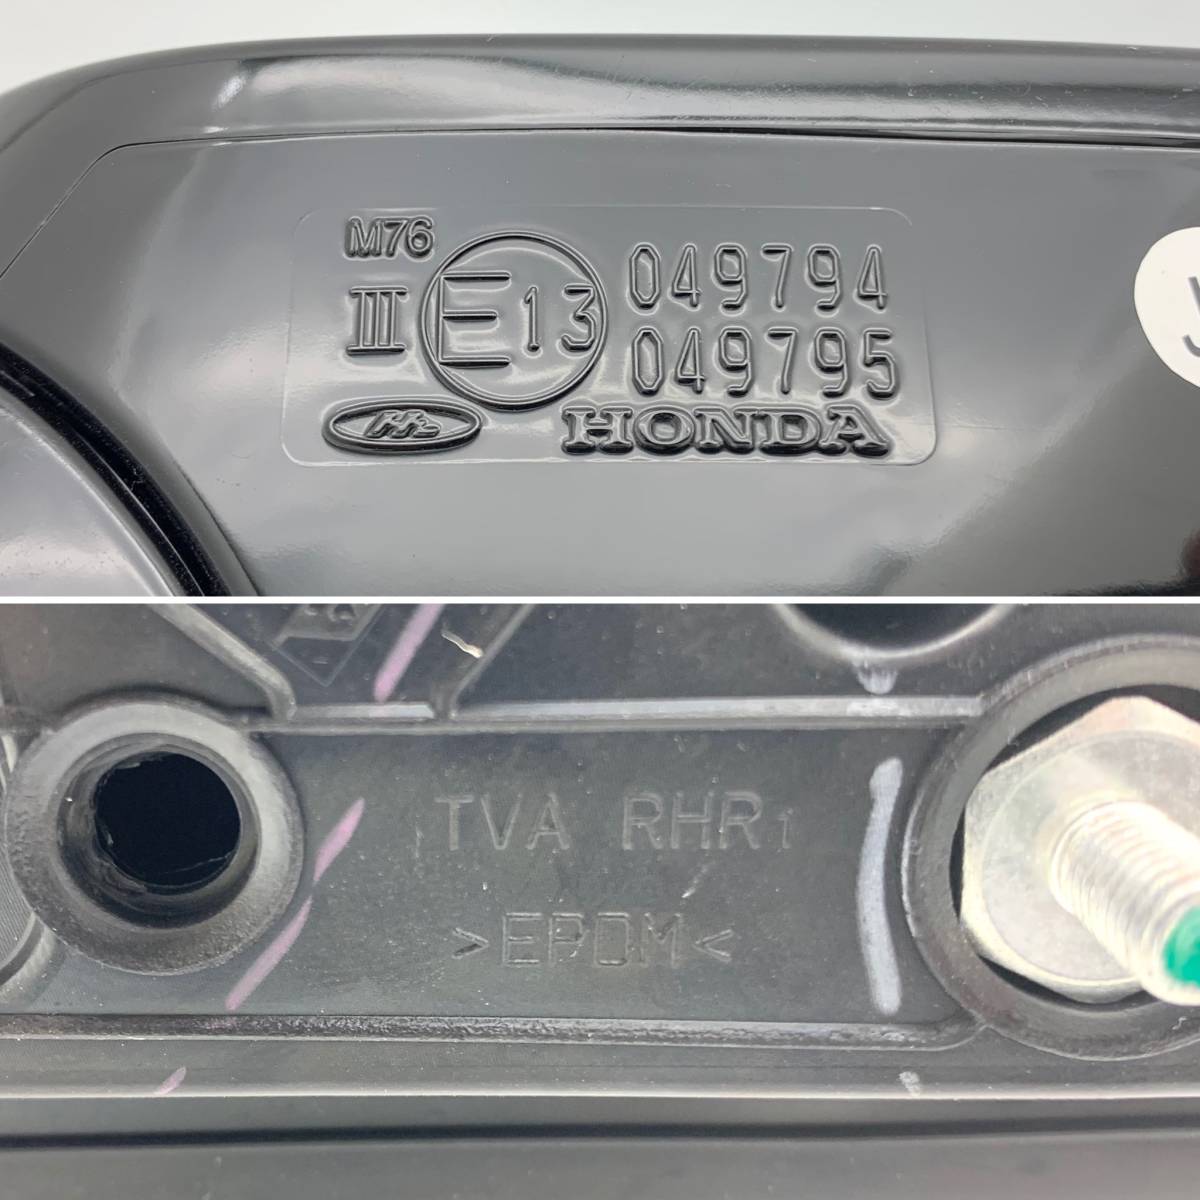 M76
III E13 049794
049795
HONDA
J
TVA RHR1
>EPDM<